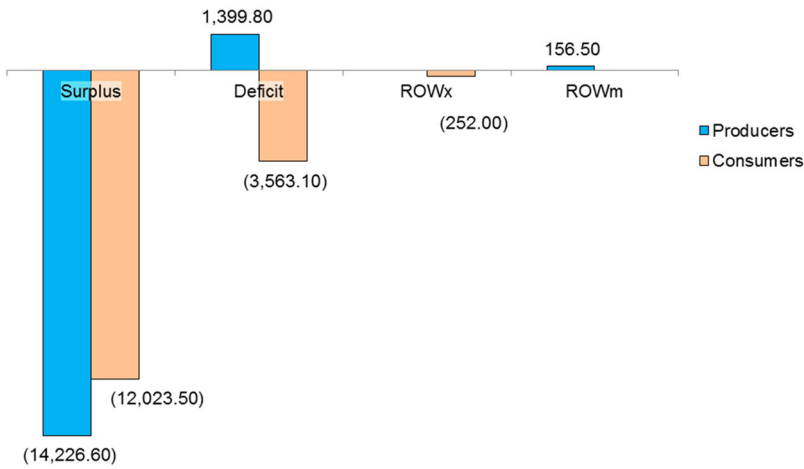 1,399.80
156.50
Surplus
Deficit
ROWx
ROWm
(252.00)
Producers
Consumers
(3,563.10)
(12,023.50)
(14,226.60)